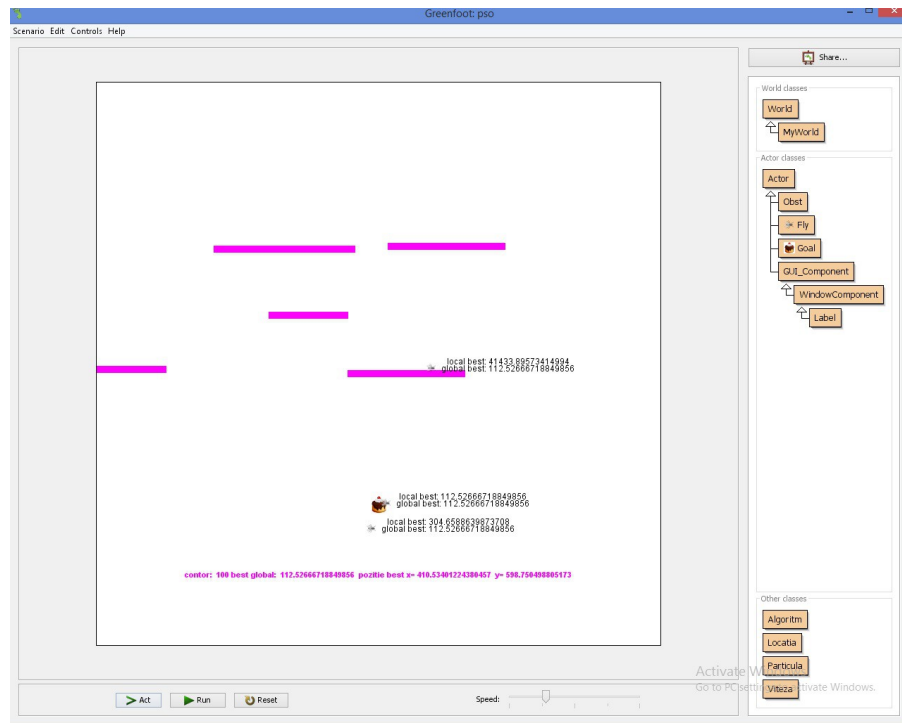 Greenfoot: pso
Scenario Edit Controls Help
Share...
World classes
World
MyWorld
Actor classes
Actor
Obst
Fly
Goal
GUI_Component
WindowComponent
Label
local best: 41433.89573414994
global best: 112.52666718849856
local best: 112.52666718849856
global best: 112.52666718849856
local best: 304.6588639873708
global best: 112.52666718849856
contor: 100 best global: 112.52666718849856 pozitie best x= 410.53401224380457 y= 598.750498805173
Other classes
Algoritm
Locatia
Particula
Viteza
Activate
Go to PC settings to activate Windows.
Act
Run
Reset
Speed: